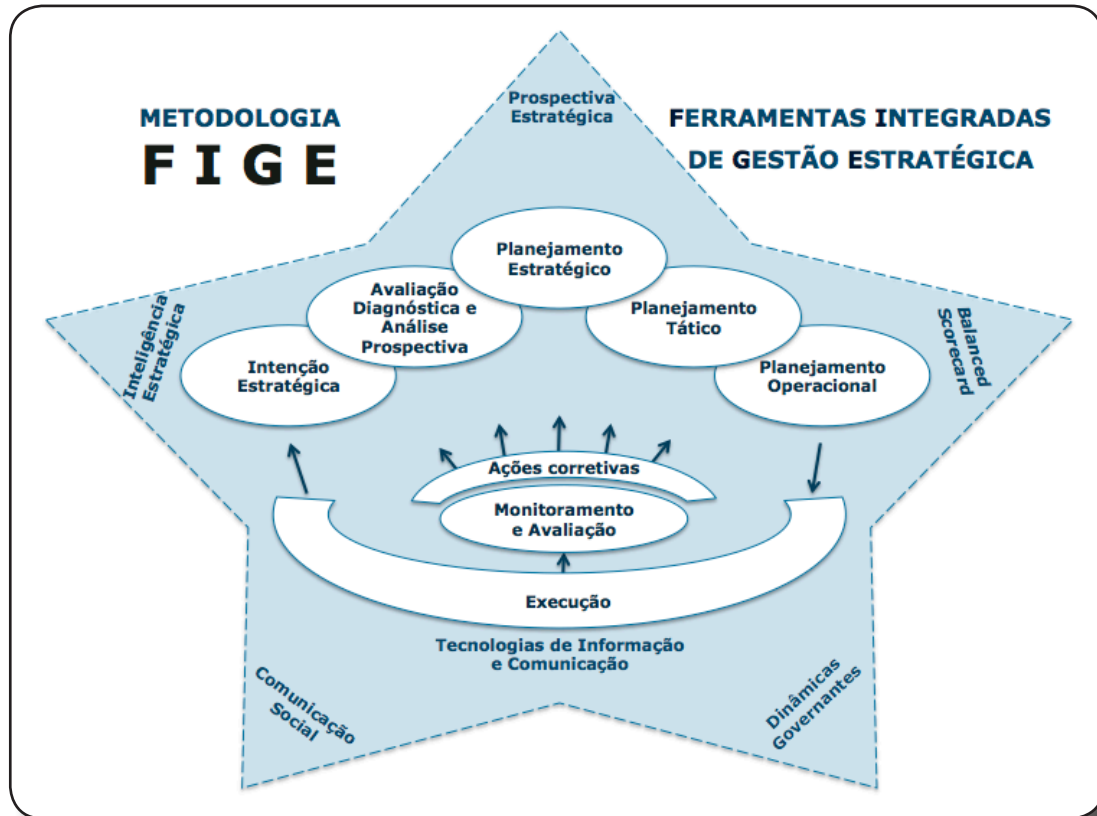 METODOLOGIA
F I G E
FERRAMENTAS INTEGRADAS
DE GESTÃO ESTRATÉGICA
Prospectiva
Estratégica
Planejamento
Estratégico
Avaliação
Diagnóstica e
Análise
Prospectiva
Planejamento
Tático
Inteligência
Estratégica
Balanced
Scorecard
Intenção
Estratégica
Planejamento
Operacional
Ações corretivas
Monitoramento
e Avaliação
Execução
Tecnologias de Informação
e Comunicação
Comunicação
Social
Dinâmicas
Governantes